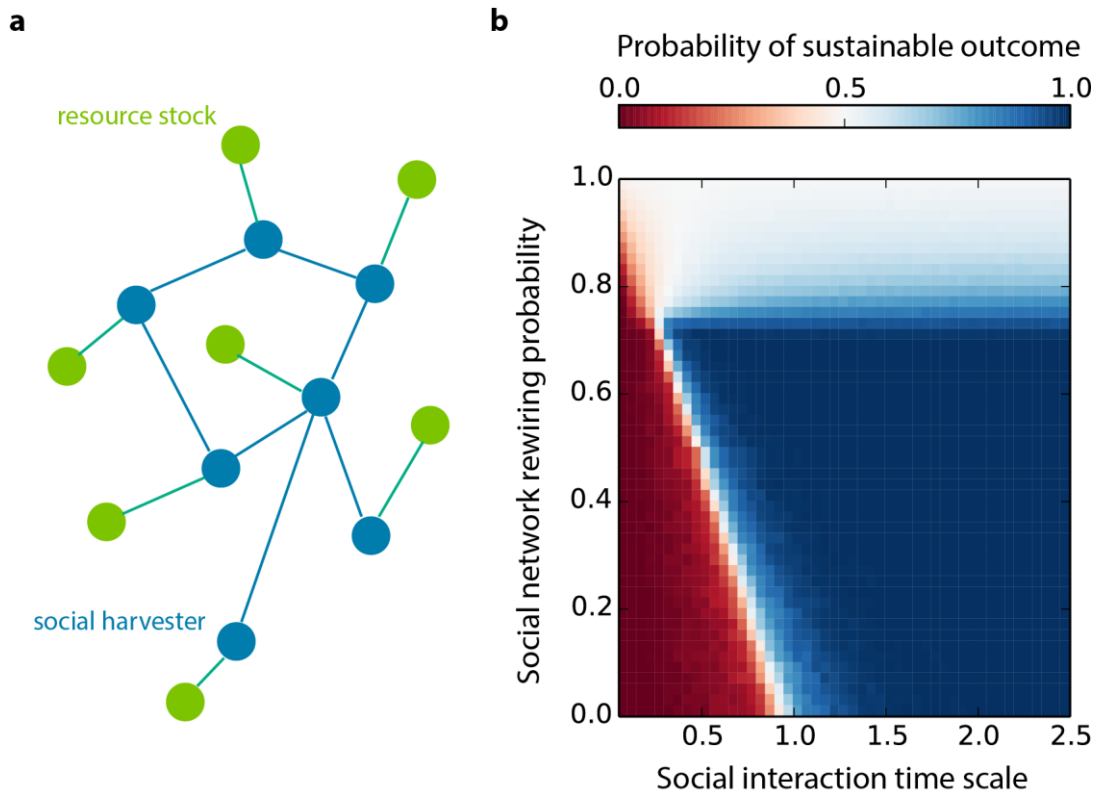 a
resource stock
social harvester
b
Probability of sustainable outcome
0.0 0.5 1.0
Social network rewiring probability
1.0
0.8
0.6
0.4
0.2
0.0
0.5 1.0 1.5 2.0 2.5
Social interaction time scale